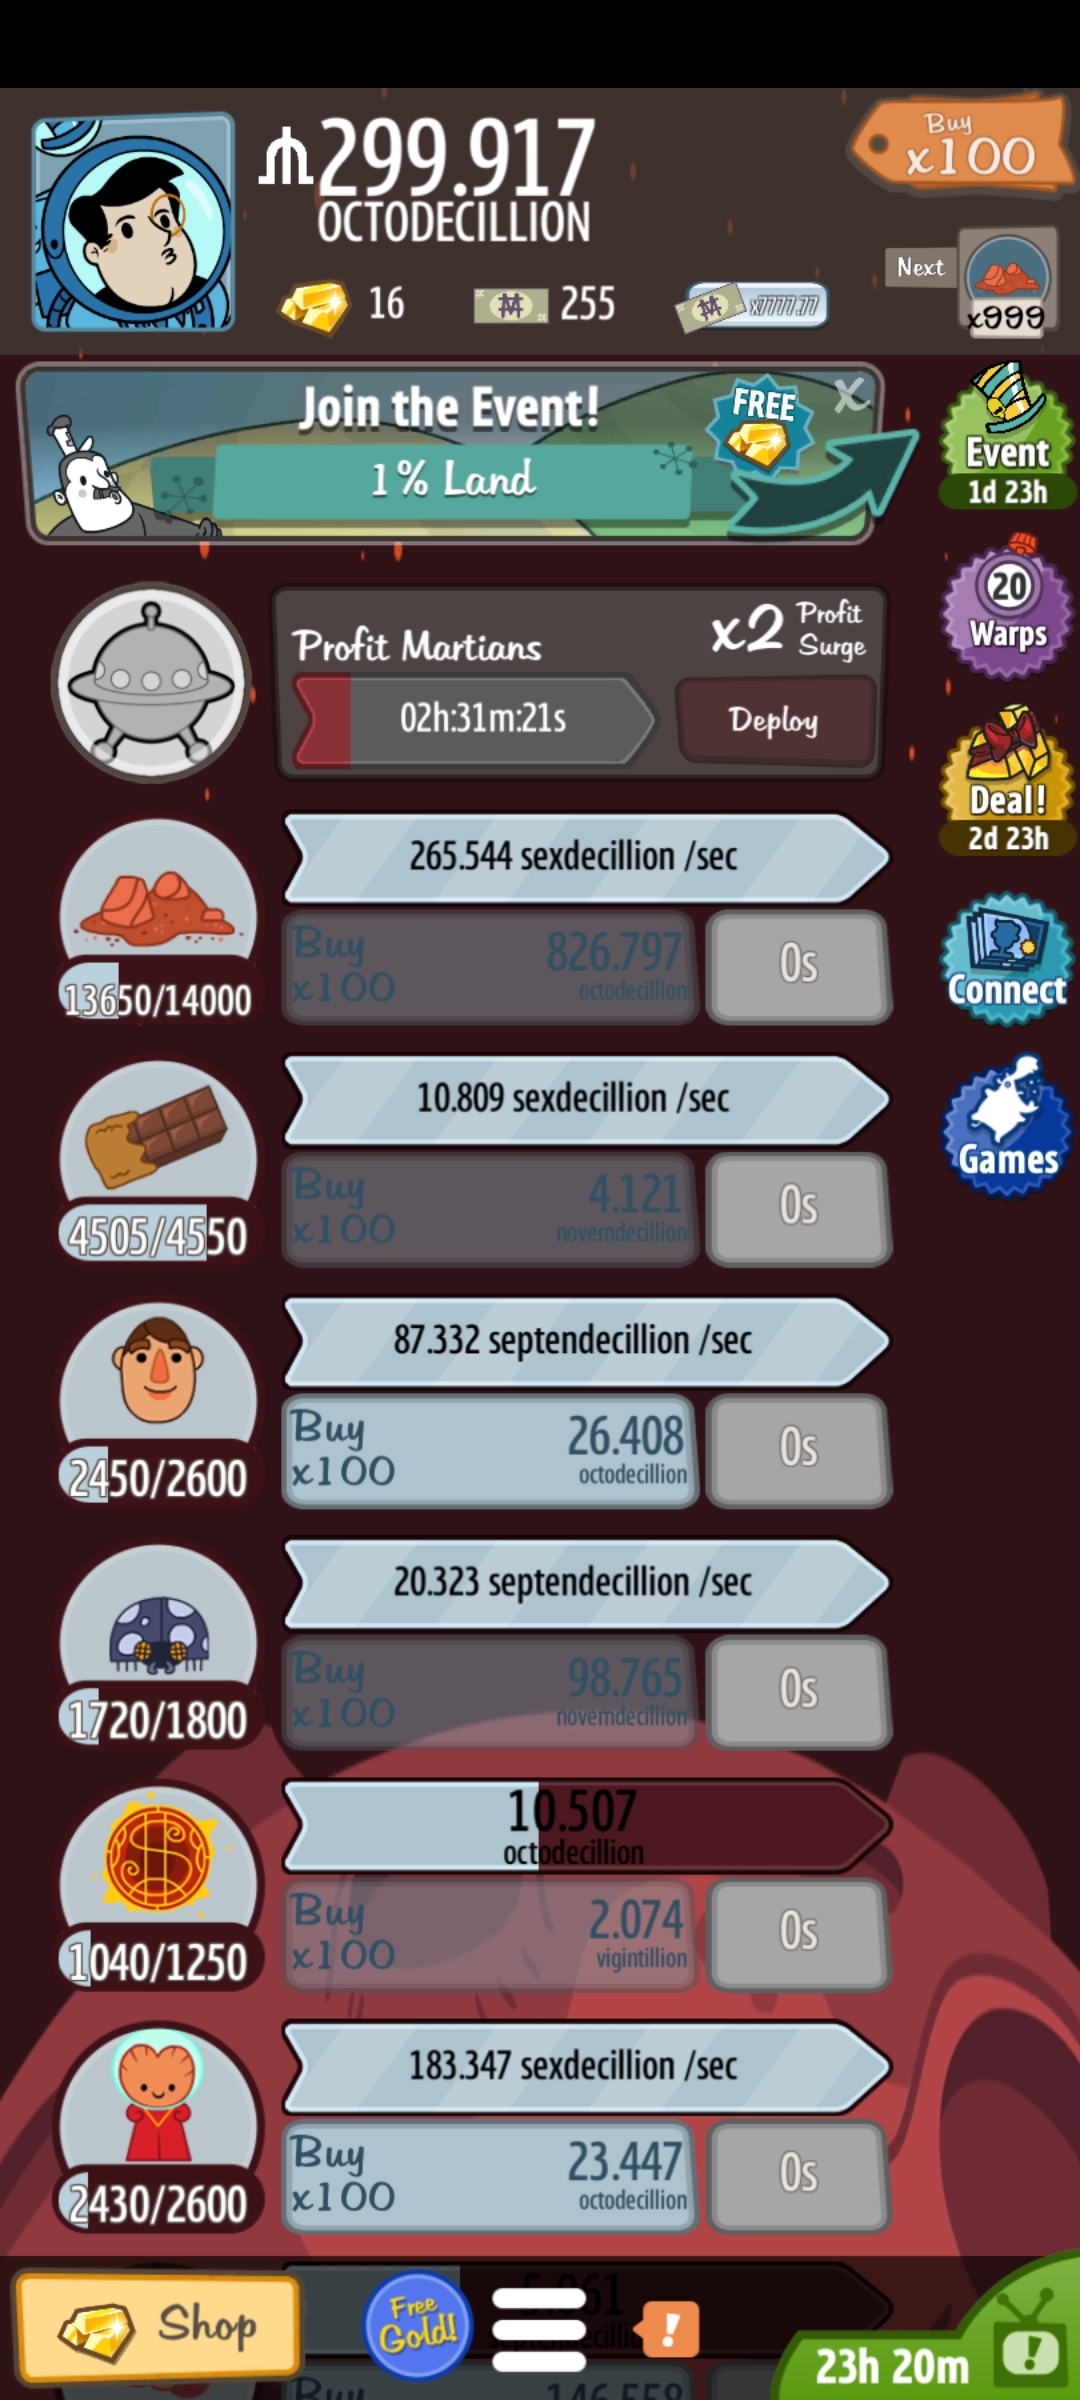 299.917
OCTODECILLION
Buy
x100
16
255
x7777.77
Next
x999
Join the Event!
1% Land
FREE
X
Event
1d 23h
Profit Martians
x2 Profit
Surge
02h:31m:21s
Deploy
20
Warps
Deal!
2d 23h
Connect
Games
265.544 sexdecillion /sec
Buy
x100
826.797
octodecillion
0s
13650/14000
10.809 sexdecillion /sec
Buy
x100
4.121
novemdecillion
0s
4505/4550
87.332 septendecillion /sec
Buy
x100
26.408
octodecillion
0s
2450/2600
20.323 septendecillion /sec
Buy
x100
98.765
novemdecillion
0s
1720/1800
10.507
octodecillion
Buy
x100
2.074
vigintillion
0s
1040/1250
183.347 sexdecillion /sec
Buy
x100
23.447
octodecillion
0s
2430/2600
Shop
Free
Gold!
!
23h 20m
!
Buy
146.558